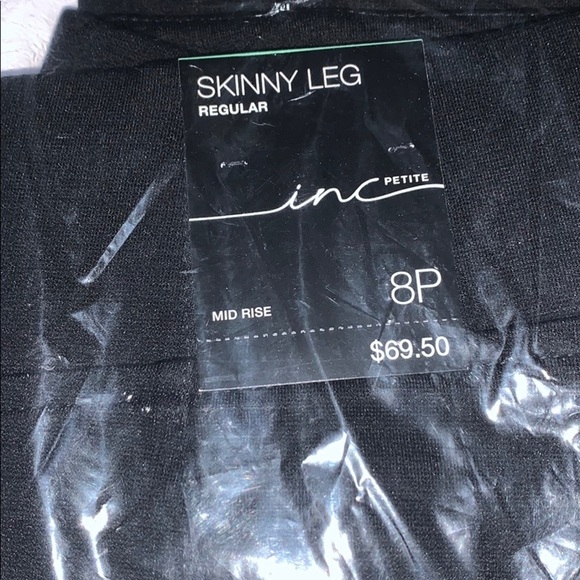 SKINNY LEG
REGULAR
inc PETITE
8P
MID RISE
$69.50